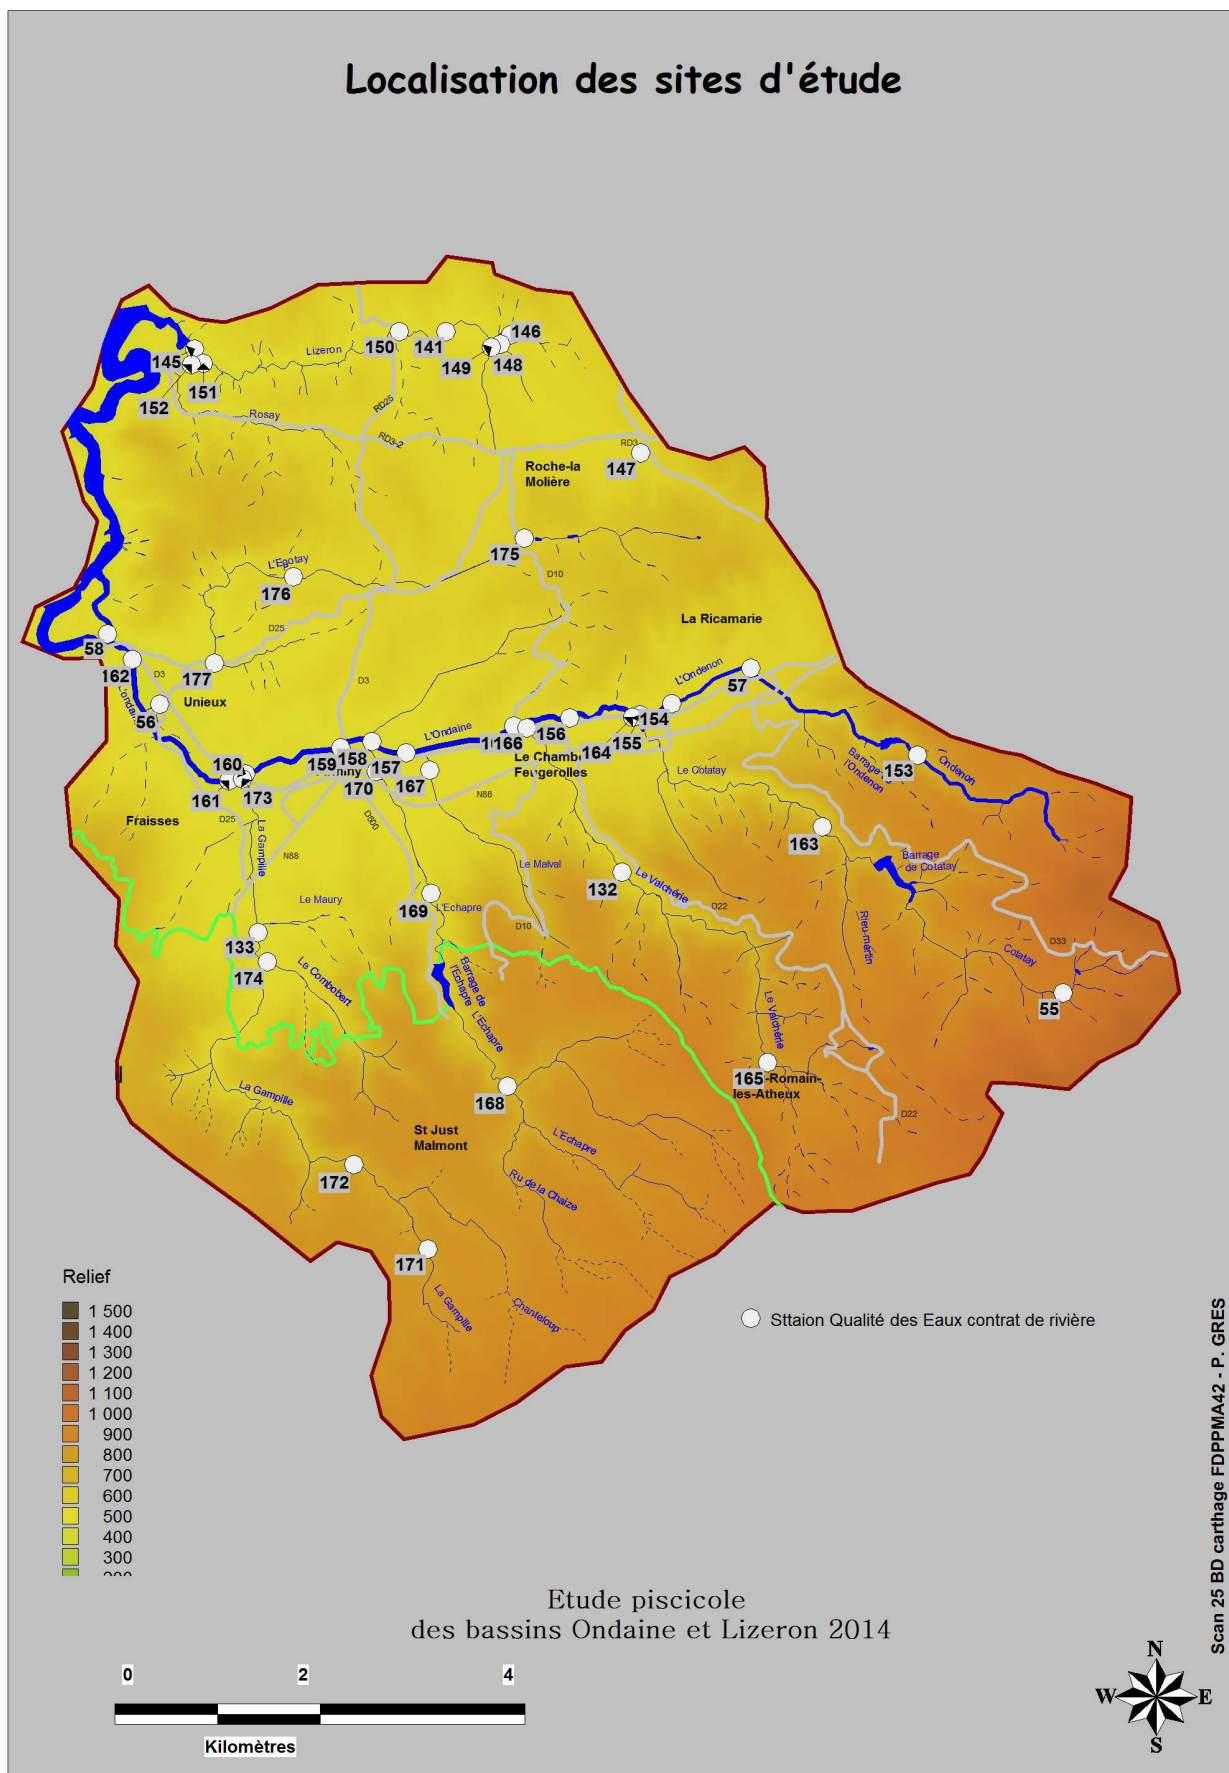 Localisation des sites d'étude
146
150
141
149
148
145
151
152
Lizeron
Rosay
RD25
RD3-2
RD3
147
Roche-la
Molière
175
D10
L'Egotay
176
La Ricamarie
D25
58
162
D3
177
Unieux
56
D3
L'Ondenon
57
L'Ondaine
156
154
166
164
155
160
159
158
157
167
170
161
173
Le Chambon
Feugerolles
Le Cotatay
Barrage de
l'Ondenon
153
Ondenon
N88
Fraisses
D25
La Gampille
N88
D500
163
Barrage
de Cotatay
Le Malval
132
Le Valchérie
D22
Le Maury
169
L'Echapre
D10
Rieu-martin
D33
133
174
Le Combobert
Barrage de
l'Echapre
L'Echapre
Cotatay
55
Le Valchérie
165
-Romain-
les-Atheux
La Gampille
168
D22
St Just
Malmont
L'Echapre
172
Ru de la Chaize
171
La Gampille
Chanteloup
Relief
1 500
1 400
1 300
1 200
1 100
1 000
900
800
700
600
500
400
300
200
Sttaion Qualité des Eaux contrat de rivière
Scan 25 BD carthage FDPPMA42 - P. GRES
Etude piscicole
des bassins Ondaine et Lizeron 2014
0 2 4
Kilomètres
N
W E
S